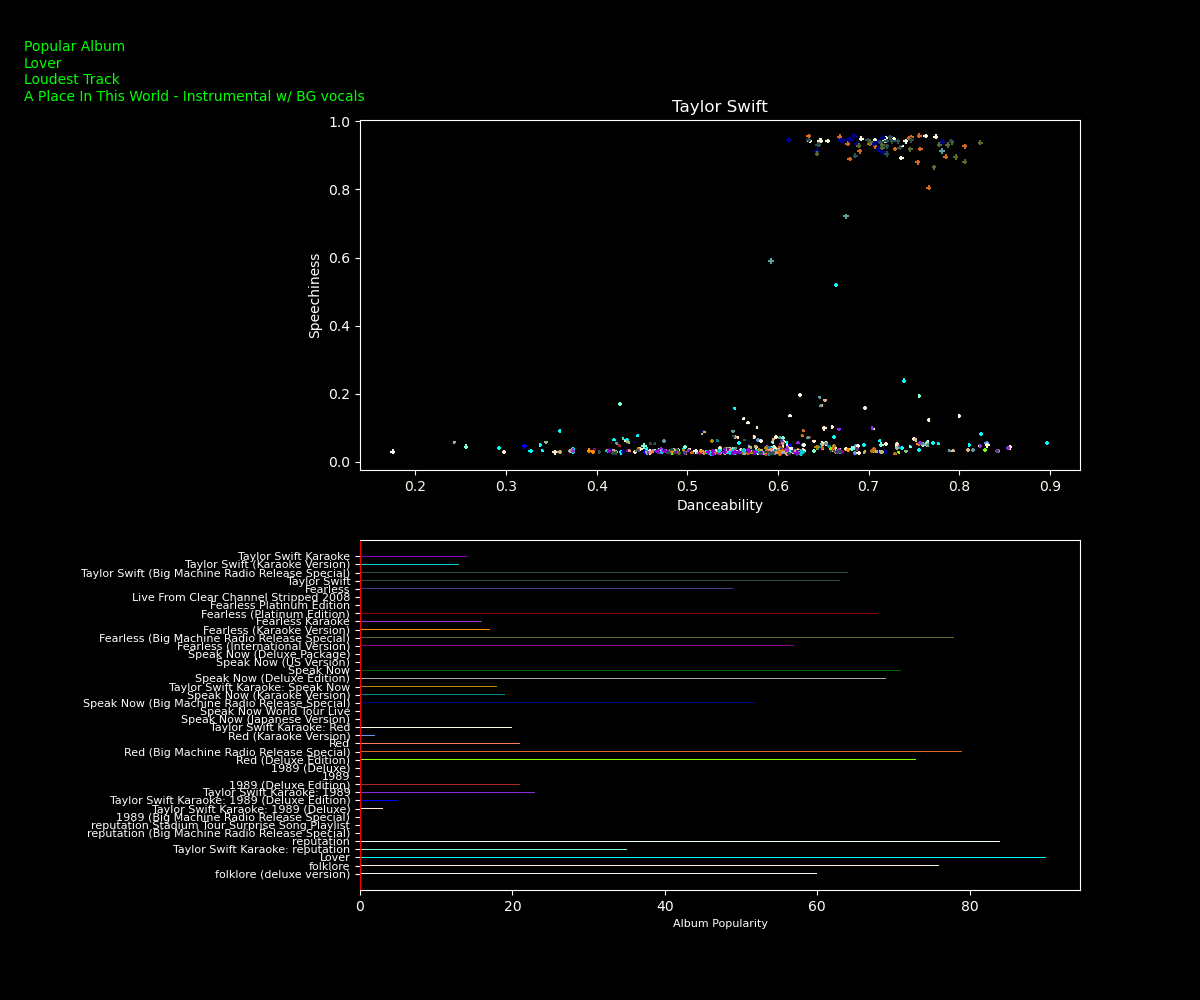 Popular Album
Lover
Loudest Track
A Place In This World - Instrumental w/ BG vocals
Taylor Swift
1.0
0.8
0.6
0.4
0.2
0.0
Speechiness
0.2 0.3 0.4 0.5 0.6 0.7 0.8 0.9
Danceability
Taylor Swift Karaoke
Taylor Swift (Karaoke Version)
Taylor Swift (Big Machine Radio Release Special)
Taylor Swift
Fearless
Live From Clear Channel Stripped 2008
Fearless Platinum Edition
Fearless (Platinum Edition)
Fearless Karaoke
Fearless (Karaoke Version)
Fearless (Big Machine Radio Release Special)
Fearless (International Version)
Speak Now (Deluxe Package)
Speak Now (US Version)
Speak Now
Speak Now (Deluxe Edition)
Taylor Swift Karaoke: Speak Now
Speak Now (Karaoke Version)
Speak Now (Big Machine Radio Release Special)
Speak Now World Tour Live
Speak Now (Japanese Version)
Taylor Swift Karaoke: Red
Red (Karaoke Version)
Red
Red (Big Machine Radio Release Special)
Red (Deluxe Edition)
1989 (Deluxe)
1989
1989 (Deluxe Edition)
Taylor Swift Karaoke: 1989
Taylor Swift Karaoke: 1989 (Deluxe Edition)
Taylor Swift Karaoke: 1989 (Deluxe)
1989 (Big Machine Radio Release Special)
reputation Stadium Tour Surprise Song Playlist
reputation (Big Machine Radio Release Special)
reputation
Taylor Swift Karaoke: reputation
Lover
folklore
folklore (deluxe version)
0 20 40 60 80
Album Popularity